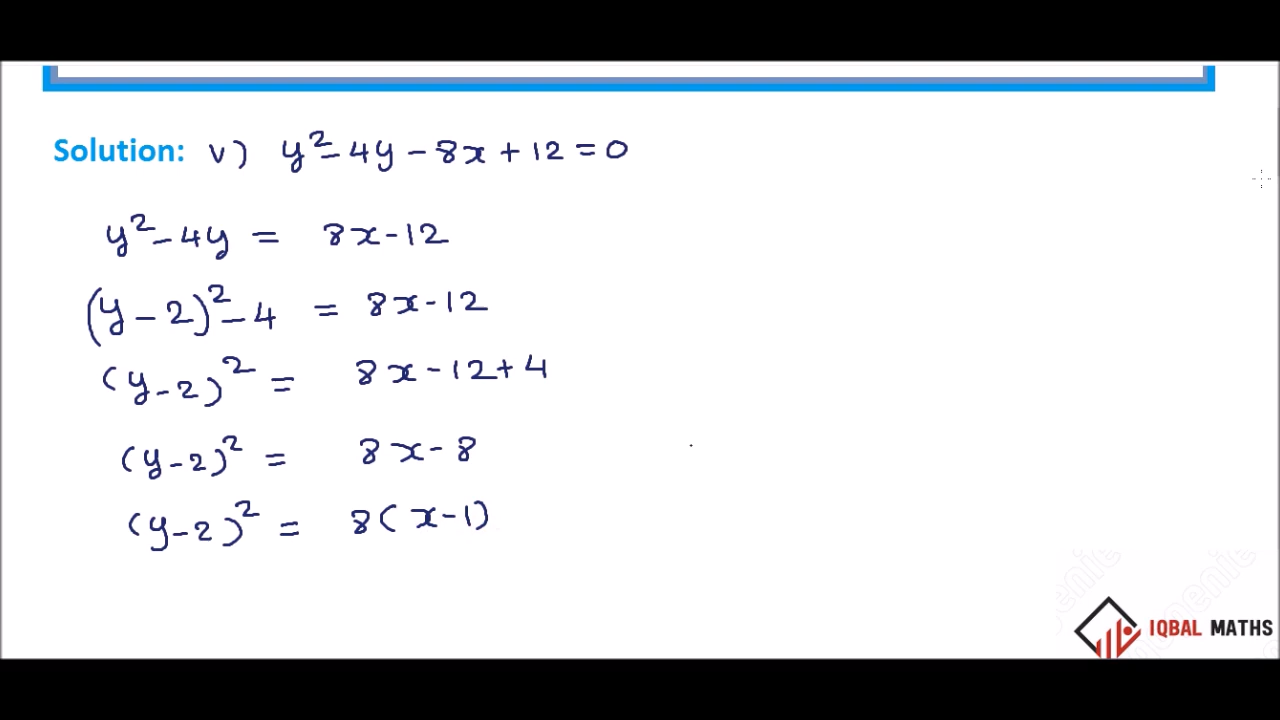 Solution: v) y² - 4y - 8x + 12 = 0
y² - 4y = 8x - 12
(y - 2)² - 4 = 8x - 12
(y - 2)² = 8x - 12 + 4
(y - 2)² = 8x - 8
(y - 2)² = 8(x - 1)
IQBAL MATHS